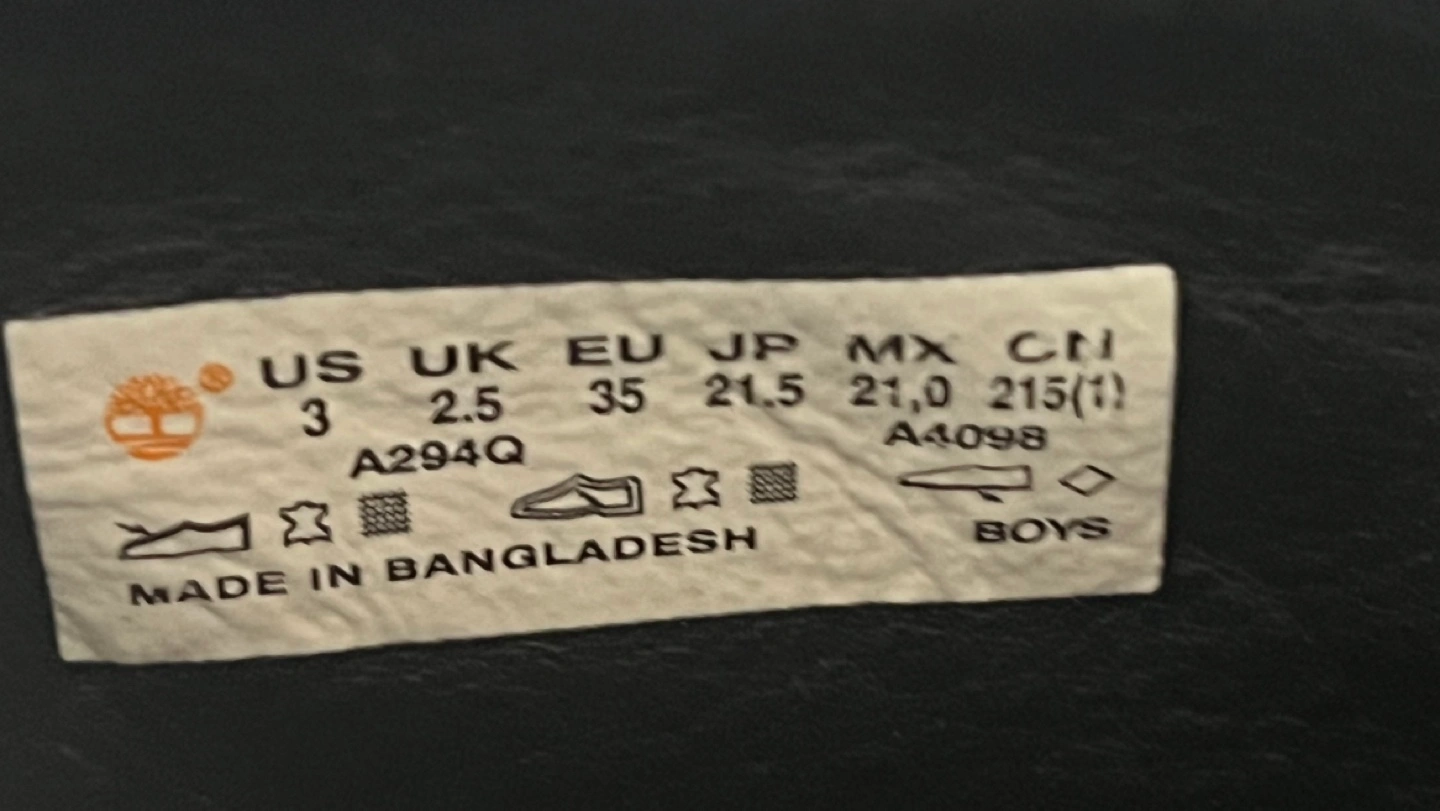 US UK EU JP MX CN
3 2.5 35 21.5 21,0 215(1)
A294Q A4098
BOYS
MADE IN BANGLADESH